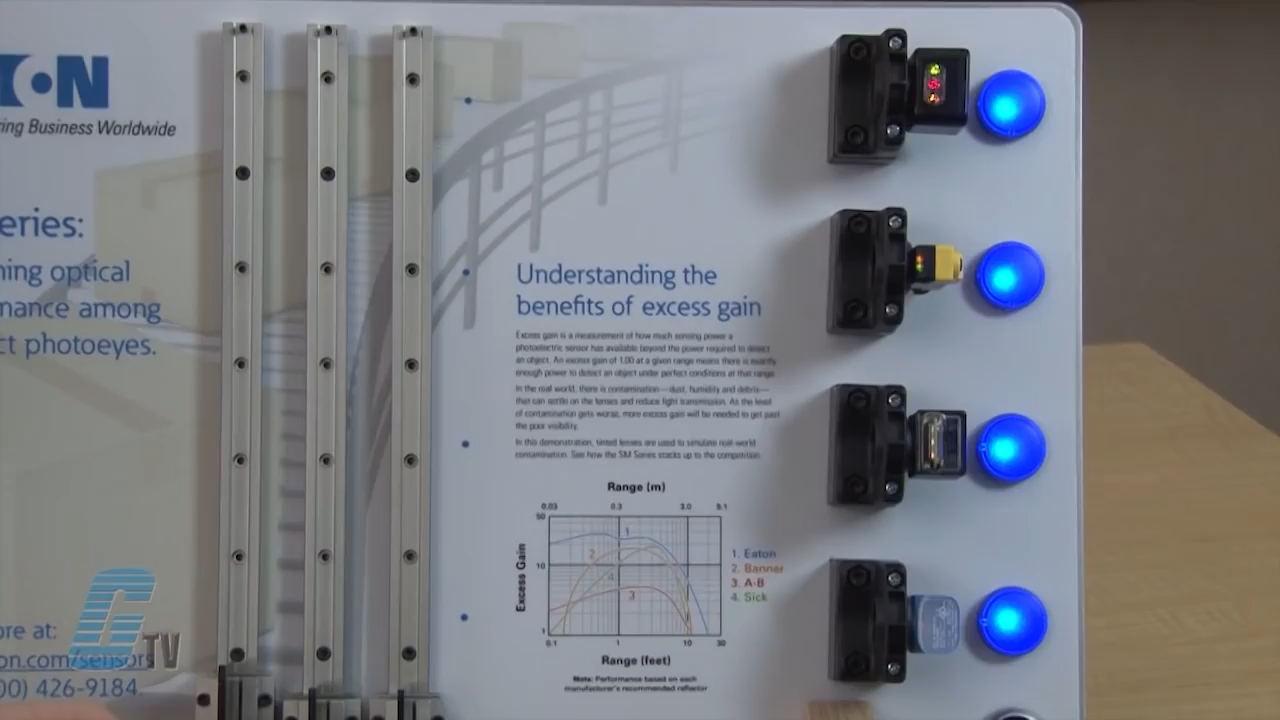 ON
ring Business Worldwide
eries:
ning optical
mance among
ct photoeyes.
ore at:
on.com/sensors
00) 426-9184
C TV
Understanding the
benefits of excess gain
Excess gain is a measurement of how much sensing power a
photoelectric sensor has available beyond the power required to detect
an object. An excess gain of 1.00 at a given range means there is exactly
enough power to detect an object under perfect conditions at that range.
In the real world, there is contamination—dust, humidity and debris—
that can settle on the lenses and reduce light transmission. As the level
of contamination gets worse, more excess gain will be needed to get past
the poor visibility.
In this demonstration, tinted lenses are used to simulate real-world
contamination. See how the SM Series stacks up to the competition.
Range (m)
0.03 0.3 3.0 9.1
Excess Gain
50
10
1
1
2
4
3
0.1 1 10 30
Range (feet)
1. Eaton
2. Banner
3. A-B
4. Sick
Note: Performance based on each
manufacturer's recommended reflector